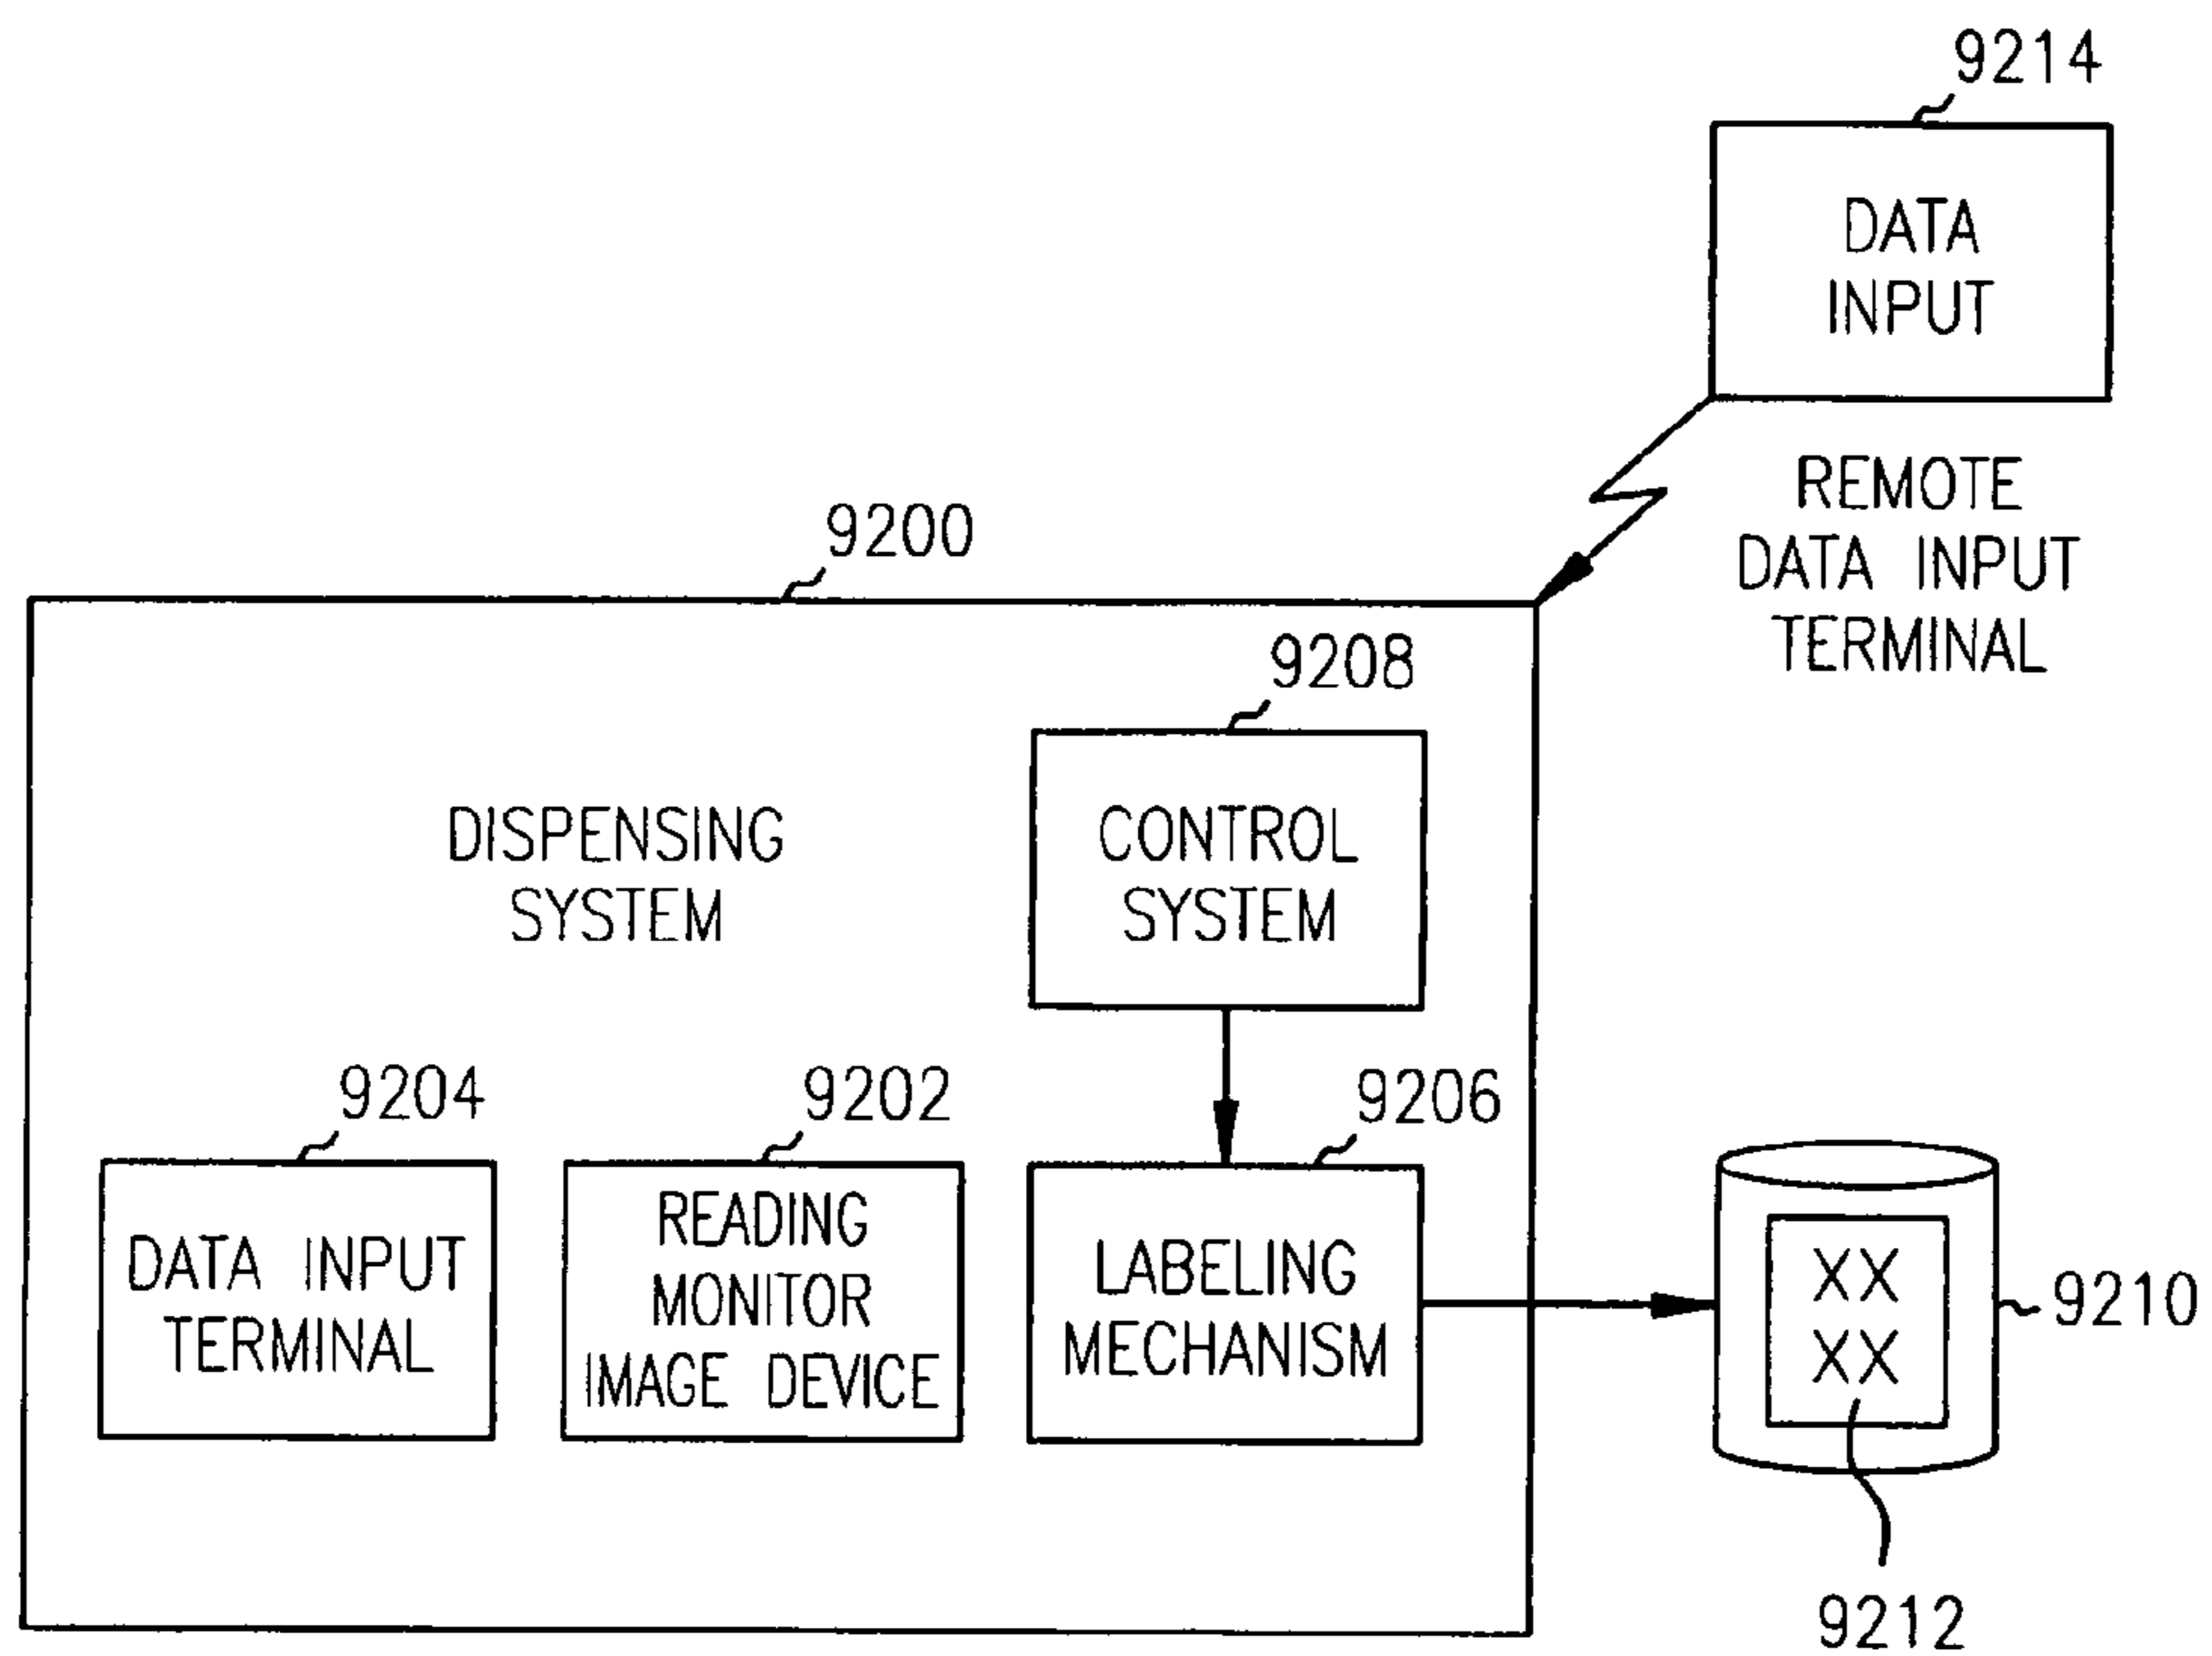 9214
DATA
INPUT
REMOTE
DATA INPUT
TERMINAL
9200
9208
DISPENSING
SYSTEM
CONTROL
SYSTEM
9204
9202
9206
DATA INPUT
TERMINAL
READING
MONITOR
IMAGE DEVICE
LABELING
MECHANISM
XX
XX
9210
9212